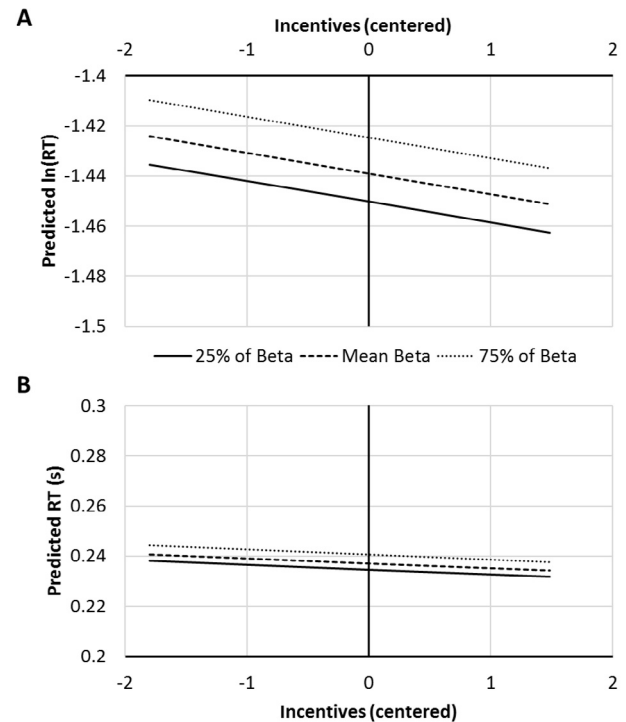 A
Incentives (centered)
-2 -1 0 1 2
-1.4
-1.42
-1.44
-1.46
-1.48
-1.5
Predicted ln(RT)
25% of Beta Mean Beta 75% of Beta
B
0.3
0.28
0.26
0.24
0.22
0.2
Predicted RT (s)
-2 -1 0 1 2
Incentives (centered)